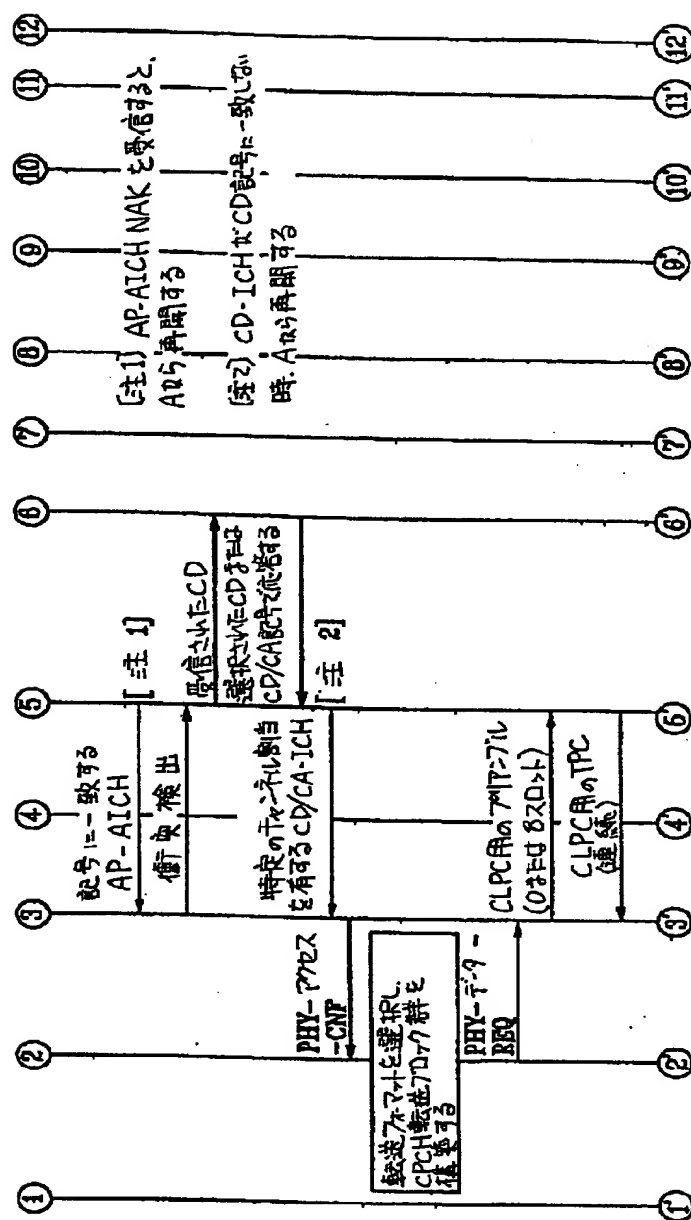 ① ② ③ ④ ⑤ ⑥ ⑦ ⑧ ⑨ ⑩ ⑪ ⑫
記号に一致する
AP-AICH
[注 1]
衝突検出
受信されたCD
選択されたCDまたは
CD/CA記号で応答する
特定のチャンネル割当
を有するCD/CA-ICH
[注 2]
PHY-アクセス
-CNF
転送フォーマットを選択し,
CPCH転送ブロック群を
構築する
PHY-データ-
REQ
CLPC用のプリアンブル
(0または8スロット)
CLPC用のTPC
(連続)
[注1] AP-AICH NAK を受信すると、
Aから再開する
[注2] CD-ICHがCD記号に一致しない
時、Aから再開する
①' ②' ③' ④' ⑤' ⑥' ⑦' ⑧' ⑨' ⑩' ⑪' ⑫'